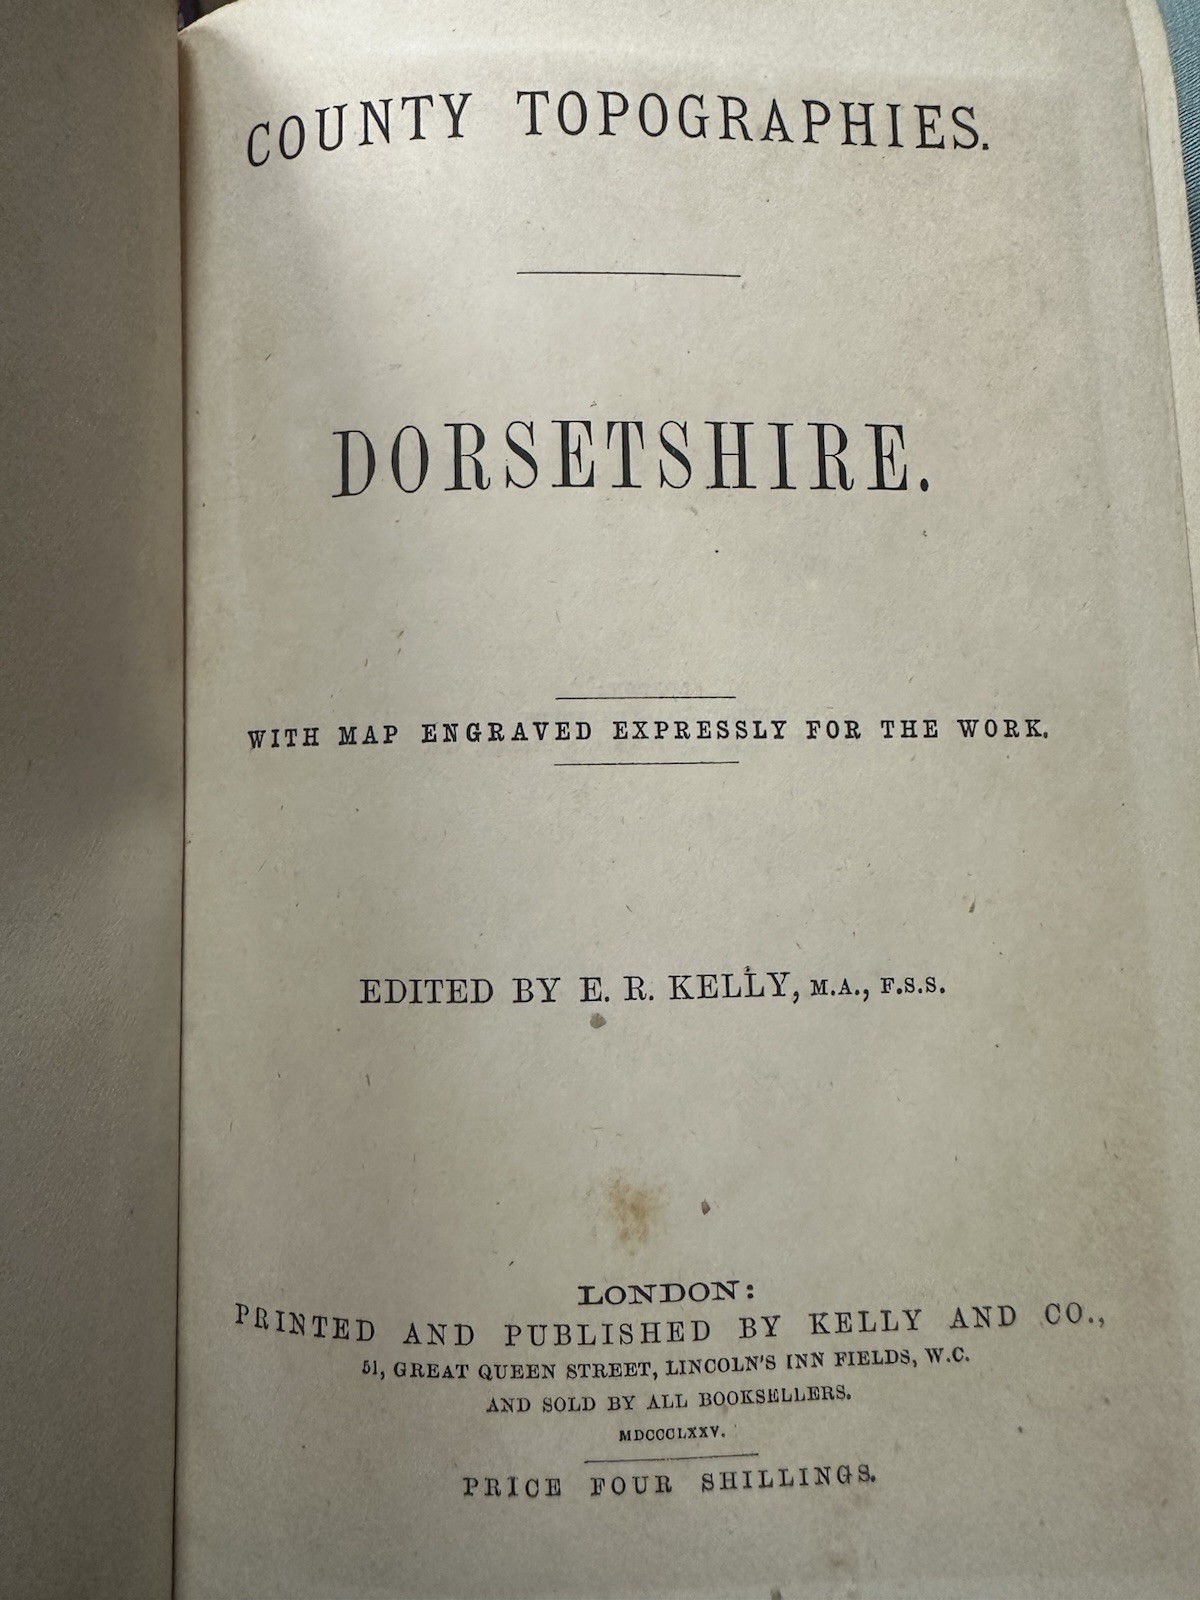 COUNTY TOPOGRAPHIES.
DORSETSHIRE.
WITH MAP ENGRAVED EXPRESSLY FOR THE WORK.
EDITED BY E. R. KELLY, M.A., F.S.S.
LONDON:
PRINTED AND PUBLISHED BY KELLY AND CO.,
51, GREAT QUEEN STREET, LINCOLN'S INN FIELDS, W.C.
AND SOLD BY ALL BOOKSELLERS.
MDCCCLXXV.
PRICE FOUR SHILLINGS.